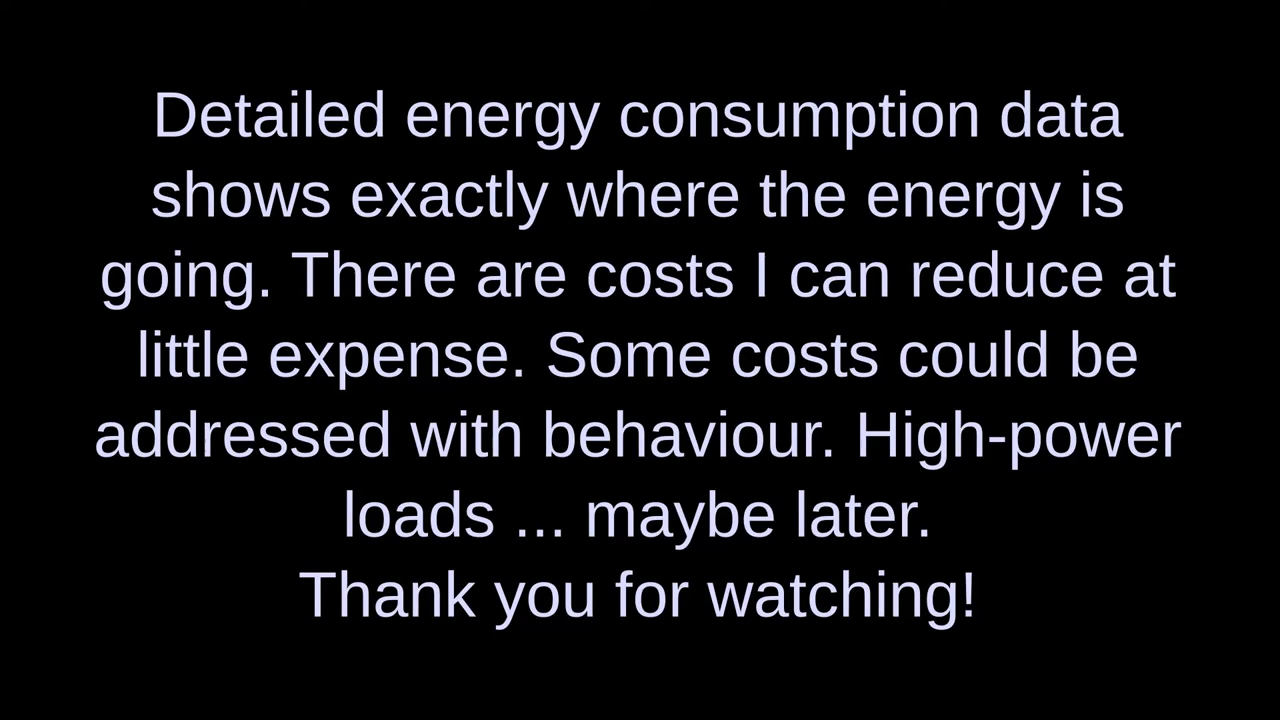 Detailed energy consumption data
shows exactly where the energy is
going. There are costs I can reduce at
little expense. Some costs could be
addressed with behaviour. High-power
loads ... maybe later.
Thank you for watching!